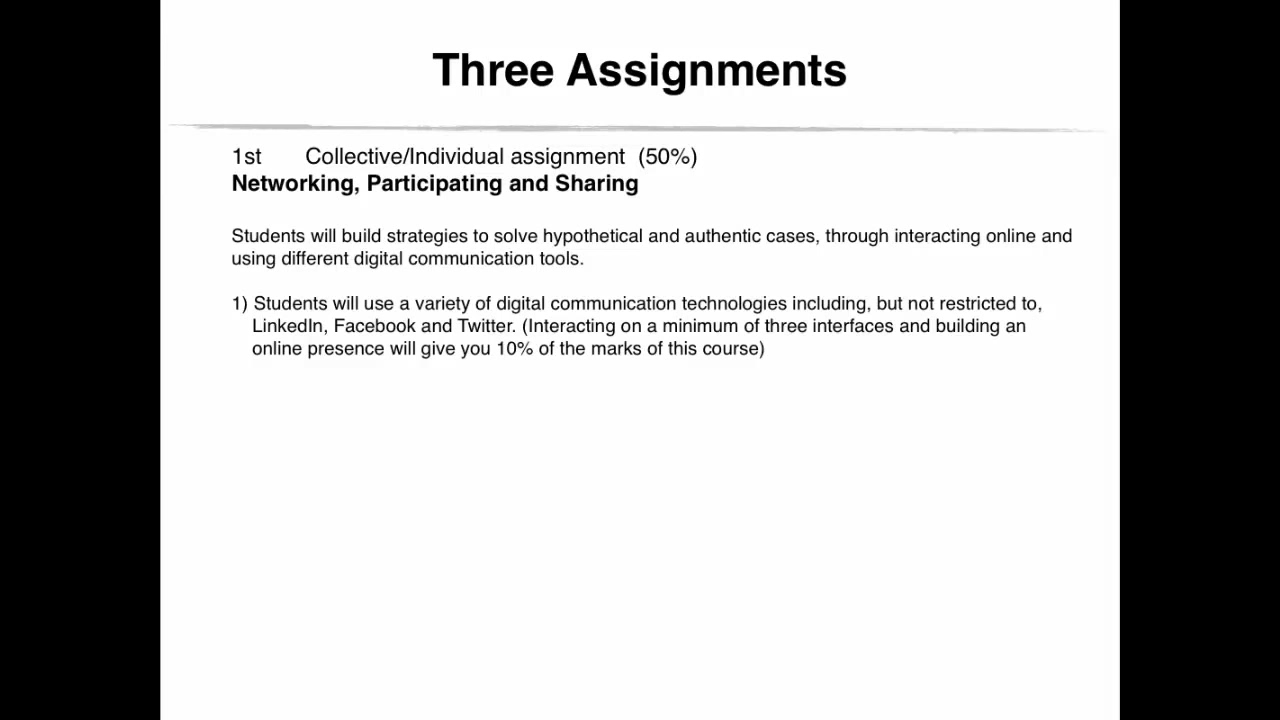 Three Assignments
1st Collective/Individual assignment (50%)
Networking, Participating and Sharing
Students will build strategies to solve hypothetical and authentic cases, through interacting online and
using different digital communication tools.
1) Students will use a variety of digital communication technologies including, but not restricted to,
LinkedIn, Facebook and Twitter. (Interacting on a minimum of three interfaces and building an
online presence will give you 10% of the marks of this course)